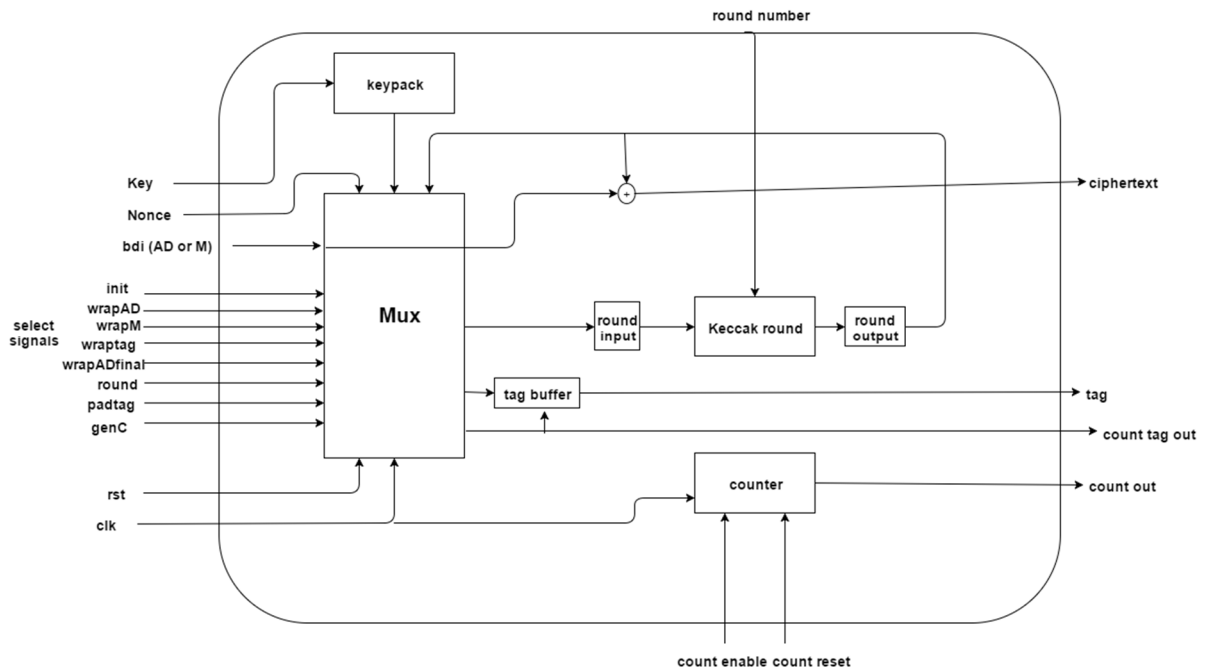 round number
keypack
Key
Nonce
ciphertext
bdi (AD or M)
init
wrapAD
wrapM
wraptag
wrapADfinal
round
padtag
genC
select
signals
Mux
+
round
input
Keccak round
round
output
tag buffer
tag
count tag out
counter
count out
rst
clk
count enable count reset